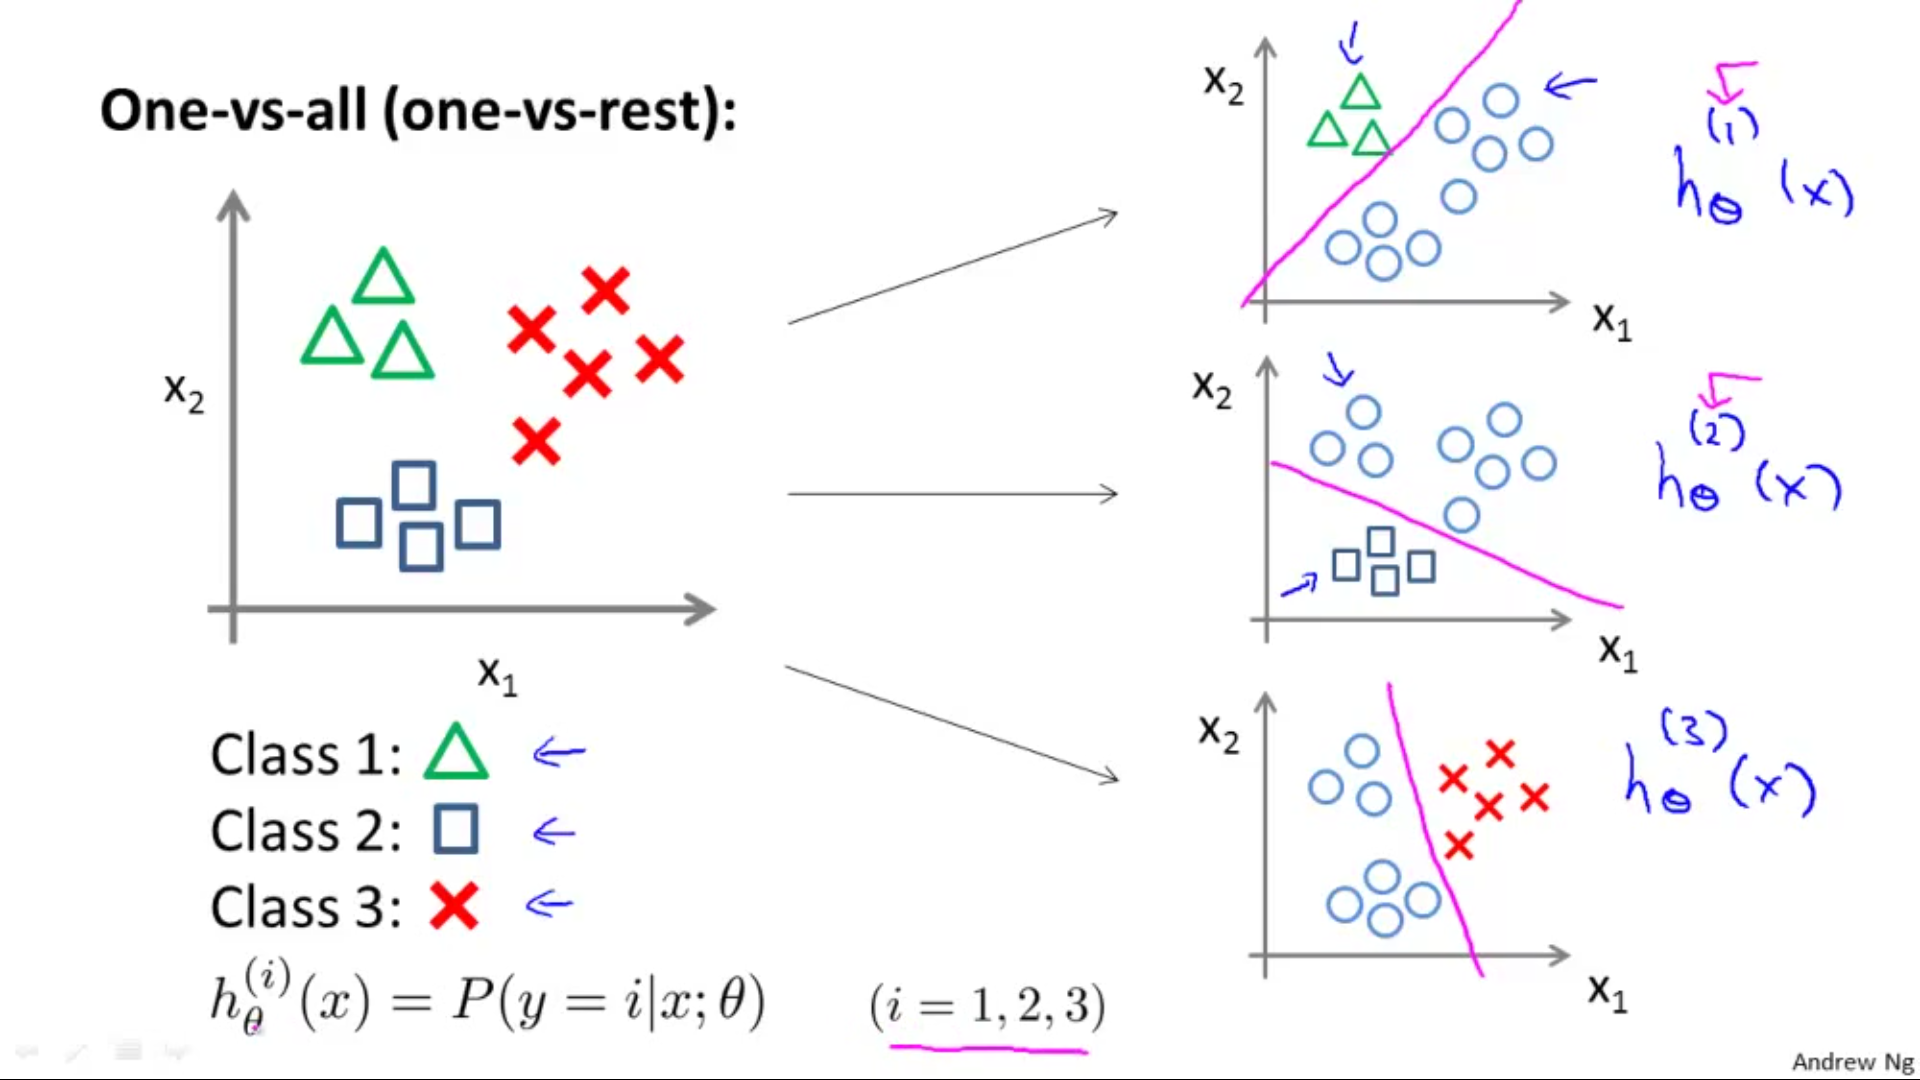 One-vs-all (one-vs-rest):
x₂
x₁
Class 1:
Class 2:
Class 3:
h_θ^(i)(x) = P(y = i|x; θ)    (i = 1, 2, 3)
x₂
x₁
h_θ^(1)(x)
x₂
x₁
h_θ^(2)(x)
x₂
x₁
h_θ^(3)(x)
Andrew Ng